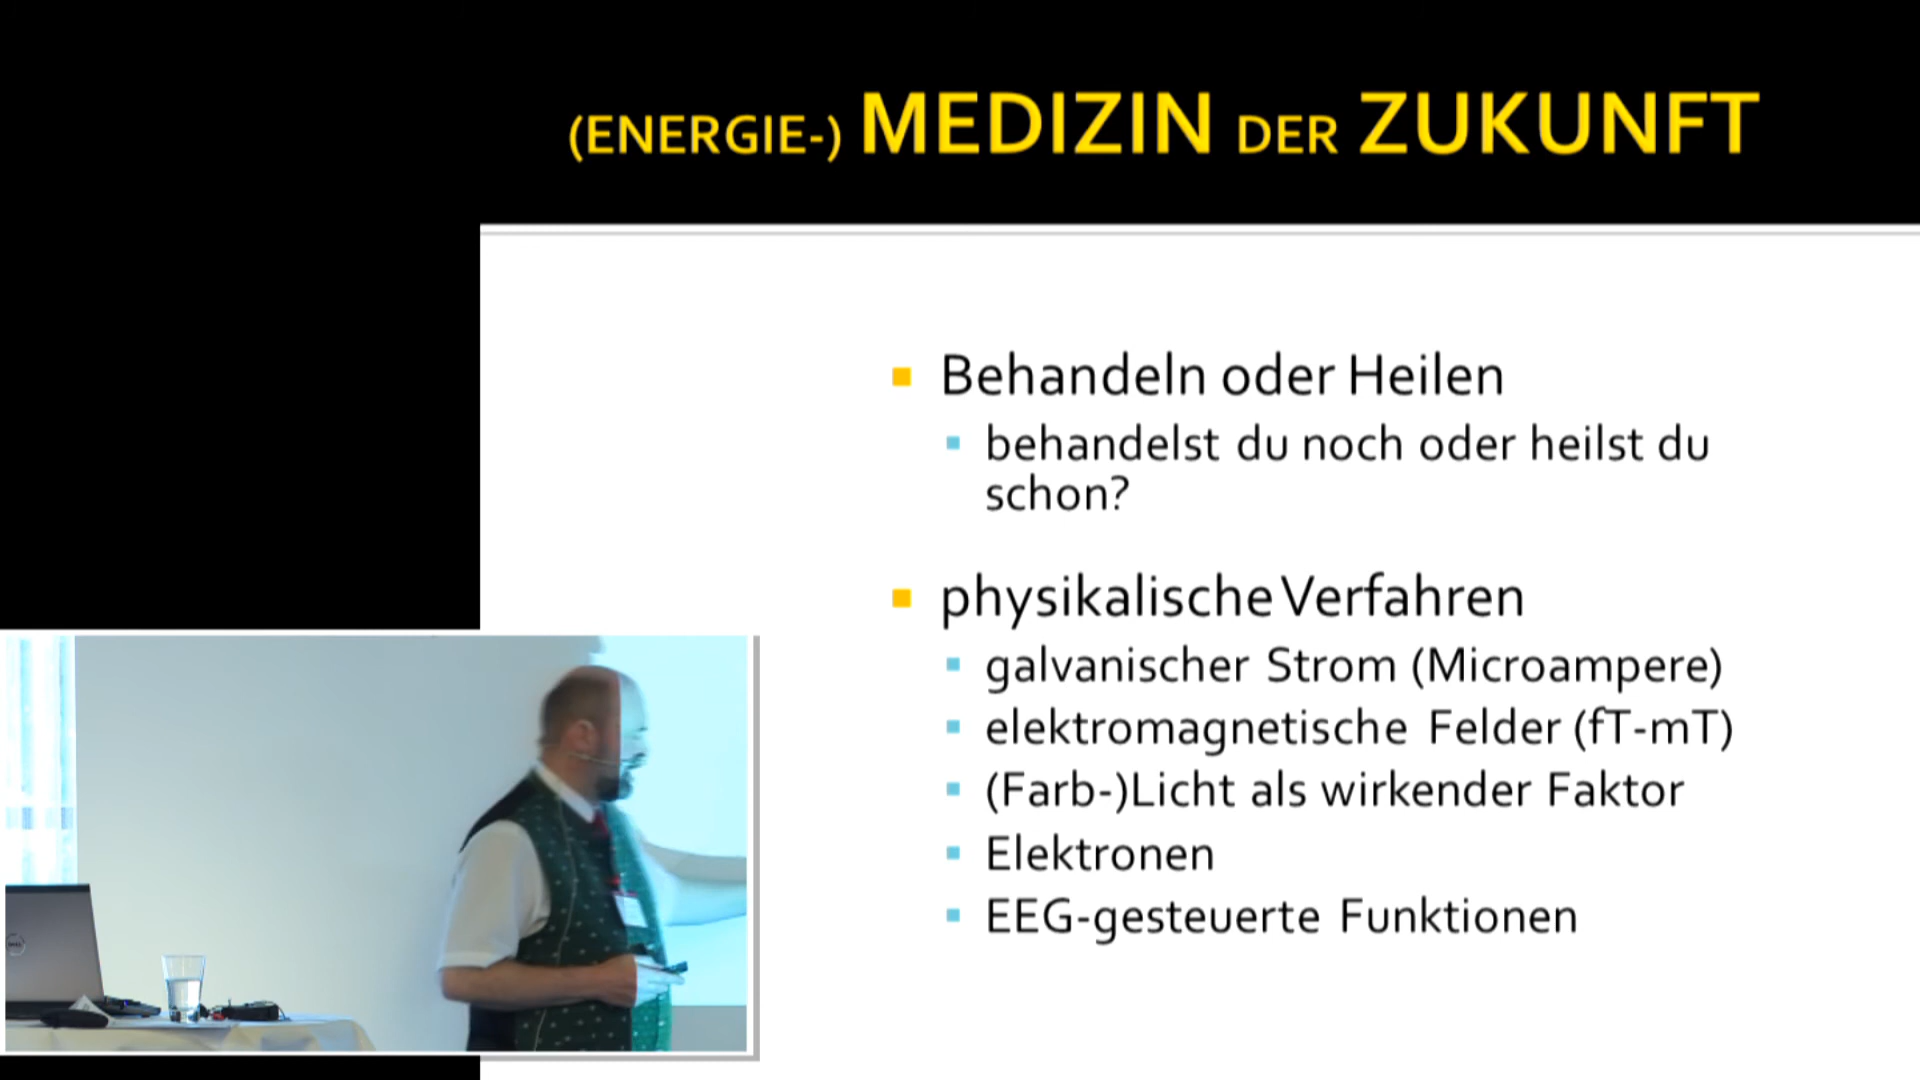 (ENERGIE-) MEDIZIN DER ZUKUNFT
Behandeln oder Heilen
behandelst du noch oder heilst du
schon?
physikalische Verfahren
galvanischer Strom (Microampere)
elektromagnetische Felder (fT-mT)
(Farb-)Licht als wirkender Faktor
Elektronen
EEG-gesteuerte Funktionen